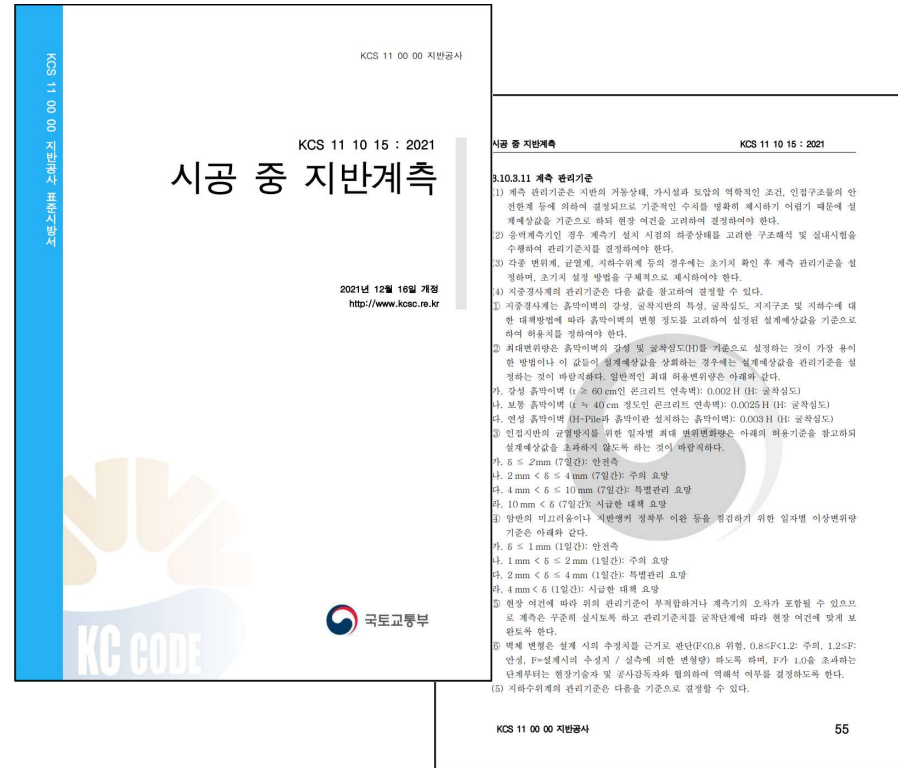 KCS 11 00 00 지반공사 표준시방서
KCS 11 00 00 지반공사
KCS 11 10 15 : 2021
시공 중 지반계측
2021년 12월 16일 개정
http://www.kcsc.re.kr
KC CODE
국토교통부
시공 중 지반계측
KCS 11 10 15 : 2021
3.10.3.11 계측 관리기준
(1) 계측 관리기준은 지반의 거동상태, 가시설과 토압의 역학적인 조건, 인접구조물의 안
전한계 등에 의하여 결정되므로 기준적인 수치를 명확히 제시하기 어렵기 때문에 설
계예상값을 기준으로 하되 현장 여건을 고려하여 결정하여야 한다.
(2) 응력계측기인 경우 계측기 설치 시점의 하중상태를 고려한 구조해석 및 실내시험을
수행하여 관리기준치를 결정하여야 한다.
(3) 각종 변위계, 균열계, 지하수위계 등의 경우에는 초기치 확인 후 계측 관리기준을 설
정하며, 초기치 설정 방법을 구체적으로 제시하여야 한다.
(4) 지중경사계의 관리기준은 다음 값을 참고하여 결정할 수 있다.
① 지중경사계는 흙막이벽의 강성, 굴착지반의 특성, 굴착심도, 지지구조 및 지하수에 대
한 대책방법에 따라 흙막이벽의 변형 정도를 고려하여 설정된 설계예상값을 기준으로
하여 허용치를 정하여야 한다.
② 최대변위량은 흙막이벽의 강성 및 굴착심도(H)를 기준으로 설정하는 것이 가장 용이
한 방법이나 이 값들이 설계예상값을 상회하는 경우에는 설계예상값을 관리기준을 설
정하는 것이 바람직하다. 일반적인 최대 허용변위량은 아래와 같다.
가. 강성 흙막이벽 (t ≥ 60 cm인 콘크리트 연속벽): 0.002 H (H: 굴착심도)
나. 보통 흙막이벽 (t ≒ 40 cm 정도인 콘크리트 연속벽): 0.0025 H (H: 굴착심도)
다. 연성 흙막이벽 (H-Pile과 흙막이판 설치하는 흙막이벽): 0.003 H (H: 굴착심도)
③ 인접지반의 균열방지를 위한 일자별 최대 변위변화량은 아래의 허용기준을 참고하되
설계예상값을 초과하지 않도록 하는 것이 바람직하다.
가. δ ≤ 2mm (7일간): 안전측
나. 2 mm < δ ≤ 4 mm (7일간): 주의 요망
다. 4 mm < δ ≤ 10 mm (7일간): 특별관리 요망
라. 10 mm < δ (7일간): 시급한 대책 요망
④ 암반의 미끄러움이나 지반앵커 정착부 이완 등을 점검하기 위한 일자별 이상변위량
기준은 아래와 같다.
가. δ ≤ 1 mm (1일간): 안전측
나. 1 mm < δ ≤ 2 mm (1일간): 주의 요망
다. 2 mm < δ ≤ 4 mm (1일간): 특별관리 요망
라. 4 mm < δ (1일간): 시급한 대책 요망
⑤ 현장 여건에 따라 위의 관리기준이 부적합하거나 계측기의 오차가 포함될 수 있으므
로 계측은 꾸준히 실시토록 하고 관리기준치를 굴착단계에 따라 현장 여건에 맞게 보
완토록 한다.
⑥ 벽체 변형은 설계 시의 추정치를 근거로 판단(F<0.8 위험, 0.8≤F<1.2: 주의, 1.2≤F:
안성, F=설계시의 추성치 / 실측에 의한 변형량) 하도록 하며, F가 1.0을 초과하는
단계부터는 현장기술자 및 공사감독자와 협의하여 역해석 여부를 결정하도록 한다.
(5) 지하수위계의 관리기준은 다음을 기준으로 결정할 수 있다.
KCS 11 00 00 지반공사
55